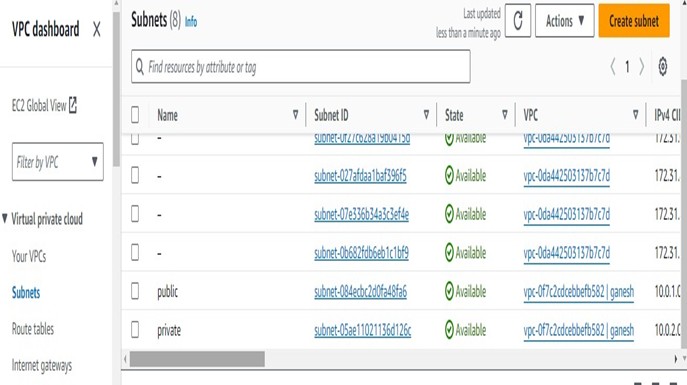 VPC dashboard
EC2 Global View
Filter by VPC
Virtual private cloud
Your VPCs
Subnets
Route tables
Internet gateways
Subnets (8) Info
Last updated
less than a minute ago
Actions
Create subnet
Find resources by attribute or tag
1
Name Subnet ID State VPC IPv4 CI
– subnet-0f27c628a19b0415d Available vpc-0da442503137b7c7d 172.31.
– subnet-027afdaa1baf396f5 Available vpc-0da442503137b7c7d 172.31.
– subnet-07e336b34a3c3ef4e Available vpc-0da442503137b7c7d 172.31.
– subnet-0b682fdb6eb1c1bf9 Available vpc-0da442503137b7c7d 172.31.
public subnet-084ecbc2d0fa48fa6 Available vpc-0f7c2cdcebbefb582 | ganesh 10.0.1.0
private subnet-05ae11021136d126c Available vpc-0f7c2cdcebbefb582 | ganesh 10.0.2.0